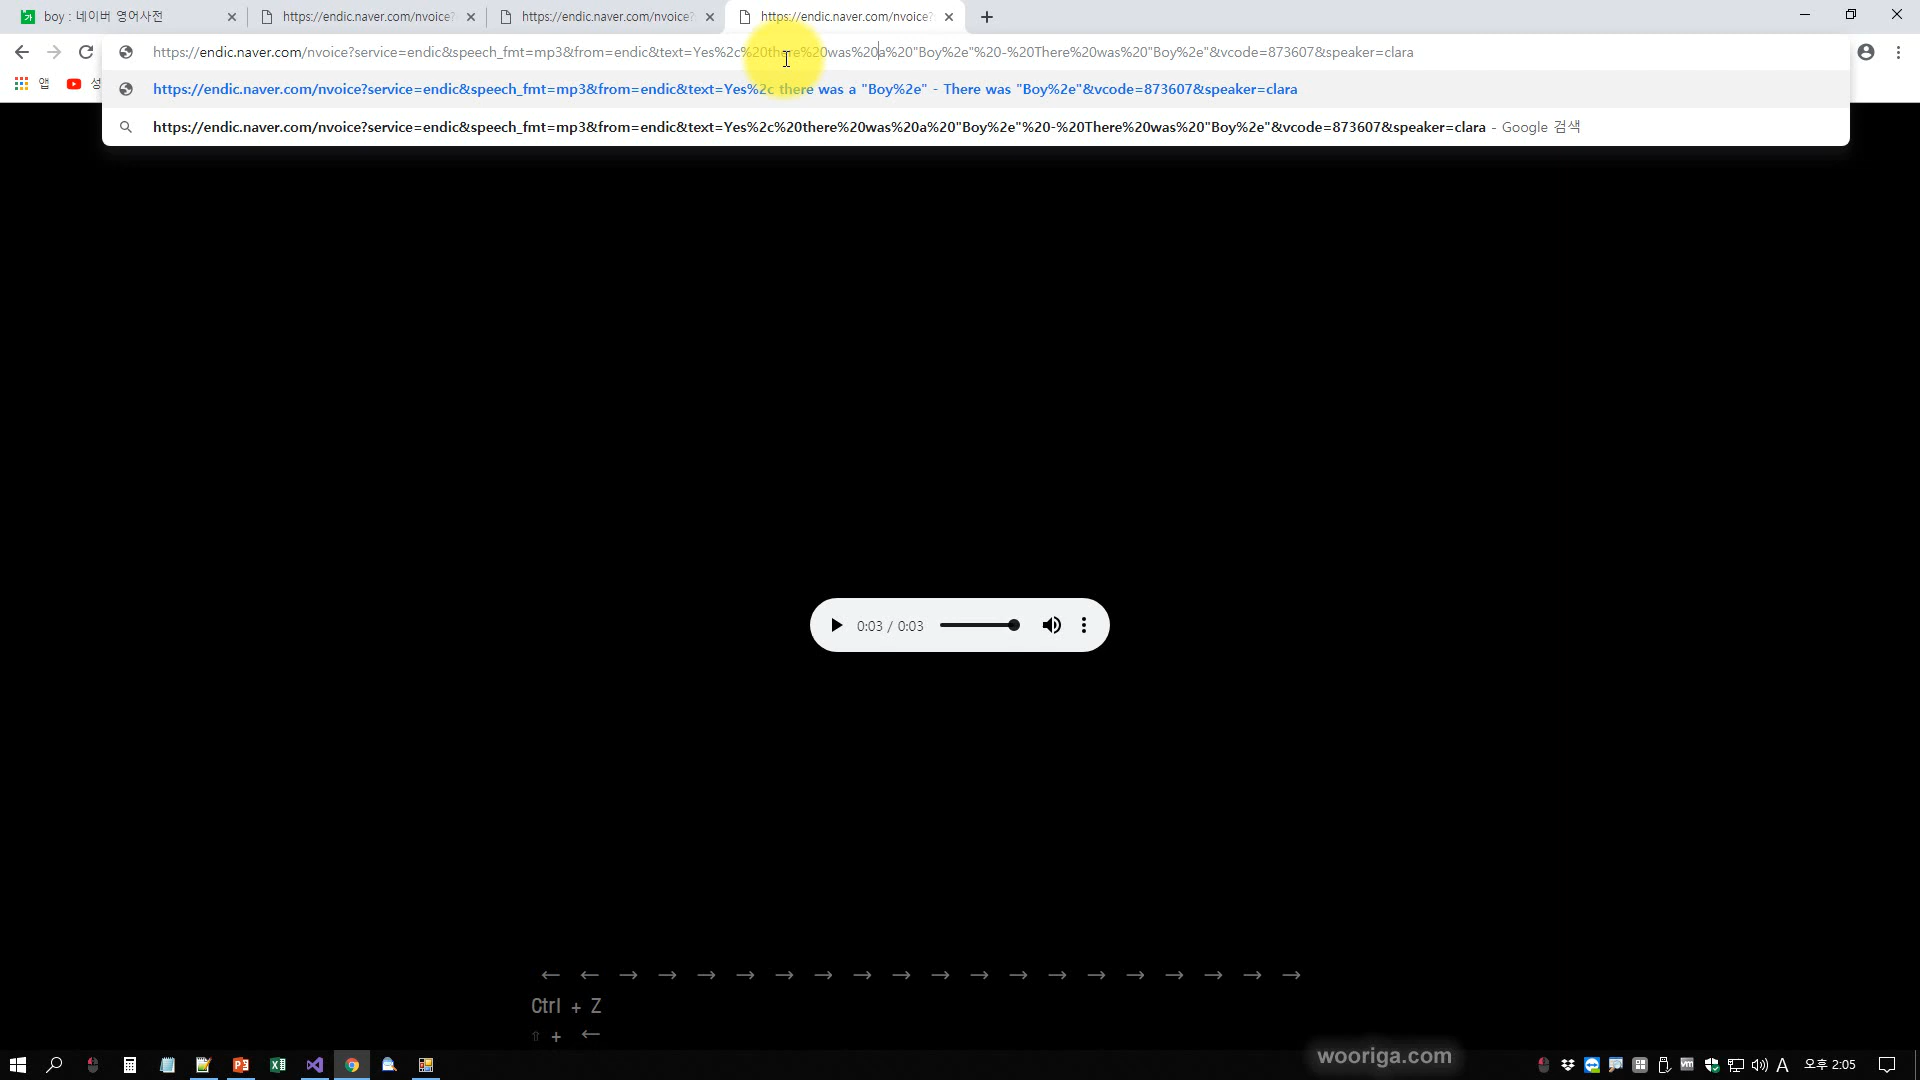 boy : 네이버 영어사전
https://endic.naver.com/nvoice?
https://endic.naver.com/nvoice?
https://endic.naver.com/nvoice?
https://endic.naver.com/nvoice?service=endic&speech_fmt=mp3&from=endic&text=Yes%2c%20there%20was%20a%20"Boy%2e"%20-%20There%20was%20"Boy%2e"&vcode=873607&speaker=clara
앱
성
https://endic.naver.com/nvoice?service=endic&speech_fmt=mp3&from=endic&text=Yes%2c there was a "Boy%2e" - There was "Boy%2e"&vcode=873607&speaker=clara
https://endic.naver.com/nvoice?service=endic&speech_fmt=mp3&from=endic&text=Yes%2c%20there%20was%20a%20"Boy%2e"%20-%20There%20was%20"Boy%2e"&vcode=873607&speaker=clara - Google 검색
0:03 / 0:03
← ← → → → → → → → → → → → → → → → → → →
Ctrl + Z
⇧ + ←
wooriga.com
A 오후 2:05